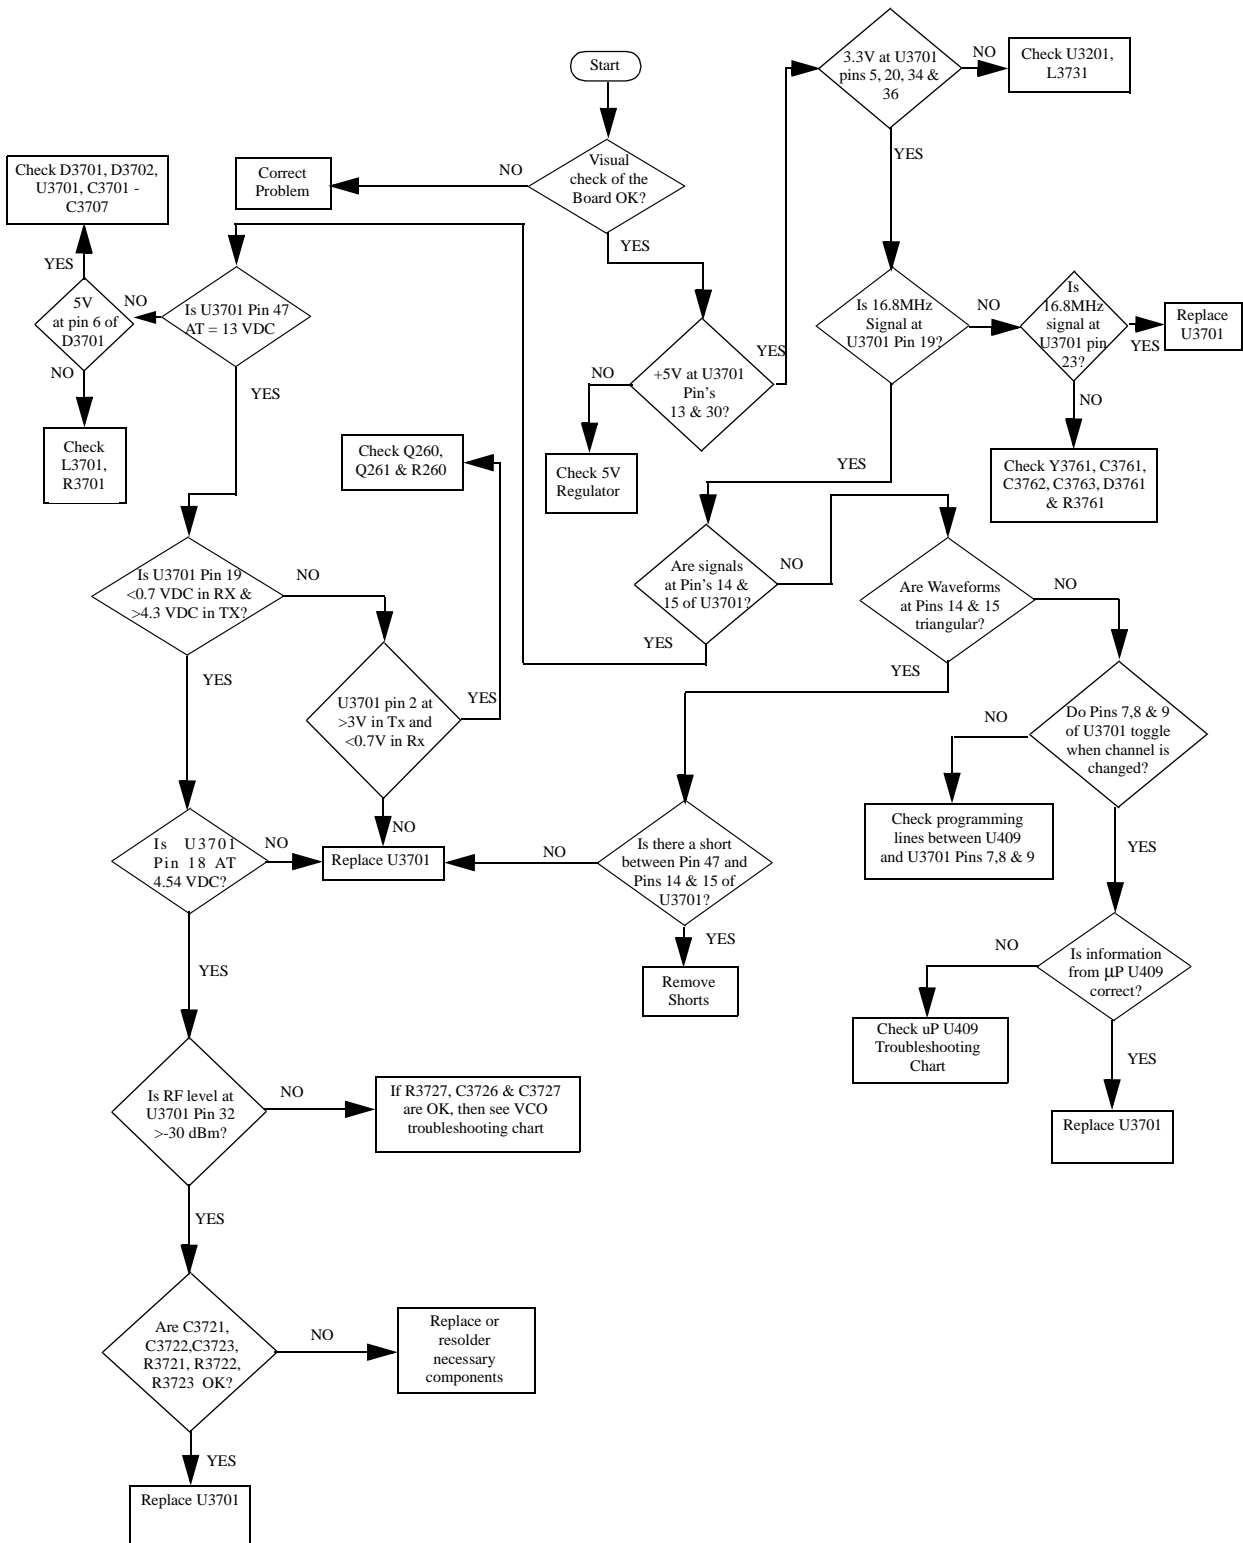 Start
3.3V at U3701
pins 5, 20, 34 &
36
NO
Check U3201,
L3731
YES
Visual
check of the
Board OK?
NO
Correct
Problem
YES
Check D3701, D3702,
U3701, C3701 -
C3707
YES
5V
at pin 6 of
D3701
NO
Is U3701 Pin 47
AT = 13 VDC
NO
Check
L3701,
R3701
YES
+5V at U3701
Pin's
13 & 30?
YES
NO
Check 5V
Regulator
Is 16.8MHz
Signal at
U3701 Pin 19?
NO
Is
16.8MHz
signal at
U3701 pin
23?
YES
Replace
U3701
NO
Check Y3761, C3761,
C3762, C3763, D3761
& R3761
YES
Check Q260,
Q261 & R260
Is U3701 Pin 19
<0.7 VDC in RX &
>4.3 VDC in TX?
NO
YES
Are signals
at Pin's 14 &
15 of U3701?
NO
YES
Are Waveforms
at Pins 14 & 15
triangular?
NO
YES
U3701 pin 2 at
>3V in Tx and
<0.7V in Rx
YES
NO
Do Pins 7,8 & 9
of U3701 toggle
when channel is
changed?
NO
Check programming
lines between U409
and U3701 Pins 7,8 & 9
YES
Is U3701
Pin 18 AT
4.54 VDC?
NO
Replace U3701
NO
Is there a short
between Pin 47 and
Pins 14 & 15 of
U3701?
YES
Remove
Shorts
YES
Is information
from µP U409
correct?
NO
Check uP U409
Troubleshooting
Chart
YES
Replace U3701
Is RF level at
U3701 Pin 32
>-30 dBm?
NO
If R3727, C3726 & C3727
are OK, then see VCO
troubleshooting chart
YES
Are C3721,
C3722,C3723,
R3721, R3722,
R3723 OK?
NO
Replace or
resolder
necessary
components
YES
Replace U3701